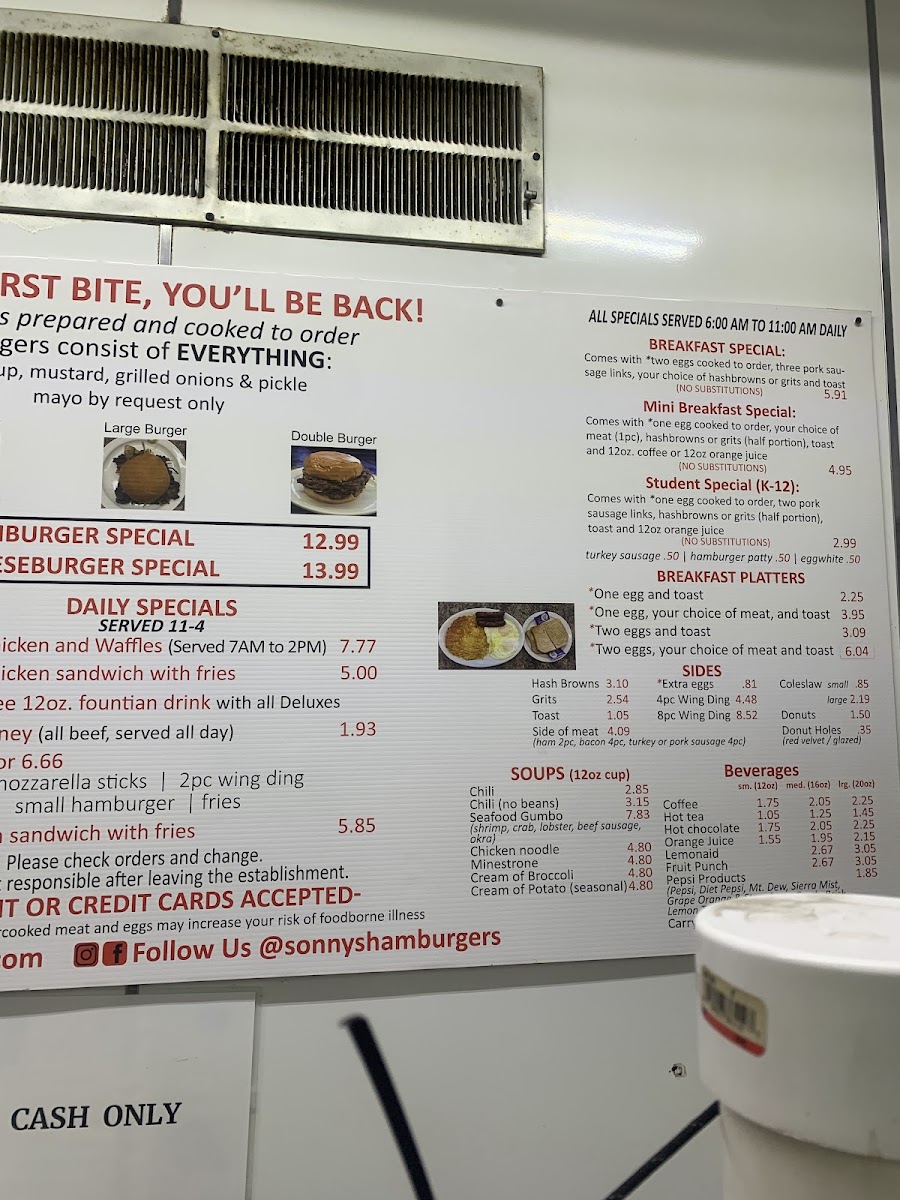 RST BITE, YOU'LL BE BACK!
s prepared and cooked to order
gers consist of EVERYTHING:
up, mustard, grilled onions & pickle
mayo by request only
Large Burger
Double Burger
BURGER SPECIAL 12.99
ESEBURGER SPECIAL 13.99
DAILY SPECIALS
SERVED 11-4
icken and Waffles (Served 7AM to 2PM) 7.77
icken sandwich with fries 5.00
ee 12oz. fountian drink with all Deluxes
ney (all beef, served all day) 1.93
or 6.66
mozzarella sticks | 2pc wing ding
small hamburger | fries
sandwich with fries 5.85
Please check orders and change.
responsible after leaving the establishment.
IT OR CREDIT CARDS ACCEPTED-
rcooked meat and eggs may increase your risk of foodborne illness
com Follow Us @sonnyshamburgers
CASH ONLY
ALL SPECIALS SERVED 6:00 AM TO 11:00 AM DAILY
BREAKFAST SPECIAL:
Comes with *two eggs cooked to order, three pork sau-
sage links, your choice of hashbrowns or grits and toast
(NO SUBSTITUTIONS) 5.91
Mini Breakfast Special:
Comes with *one egg cooked to order, your choice of
meat (1pc), hashbrowns or grits (half portion), toast
and 12oz. coffee or 12oz orange juice
(NO SUBSTITUTIONS) 4.95
Student Special (K-12):
Comes with *one egg cooked to order, two pork
sausage links, hashbrowns or grits (half portion),
toast and 12oz orange juice
(NO SUBSTITUTIONS) 2.99
turkey sausage .50 | hamburger patty .50 | eggwhite .50
BREAKFAST PLATTERS
*One egg and toast 2.25
*One egg, your choice of meat, and toast 3.95
*Two eggs and toast 3.09
*Two eggs, your choice of meat and toast 6.04
SIDES
Hash Browns 3.10 *Extra eggs .81 Coleslaw small .85
Grits 2.54 4pc Wing Ding 4.48 large 2.19
Toast 1.05 8pc Wing Ding 8.52 Donuts 1.50
Side of meat 4.09 Donut Holes .35
(ham 2pc, bacon 4pc, turkey or pork sausage 4pc) (red velvet / glazed)
SOUPS (12oz cup)
Chili 2.85
Chili (no beans) 3.15
Seafood Gumbo 7.83
(shrimp, crab, lobster, beef sausage,
okra)
Chicken noodle 4.80
Minestrone 4.80
Cream of Broccoli 4.80
Cream of Potato (seasonal) 4.80
Beverages
sm. (12oz) med. (16oz) lrg. (20oz)
Coffee 1.75 2.05 2.25
Hot tea 1.05 1.25 1.45
Hot chocolate 1.75 2.05 2.25
Orange Juice 1.55 1.95 2.15
Lemonaid 2.67 3.05
Fruit Punch 2.67 3.05
Pepsi Products 1.85
(Pepsi, Diet Pepsi, Mt. Dew, Sierra Mist,
Grape Orange
Lemon
Carry